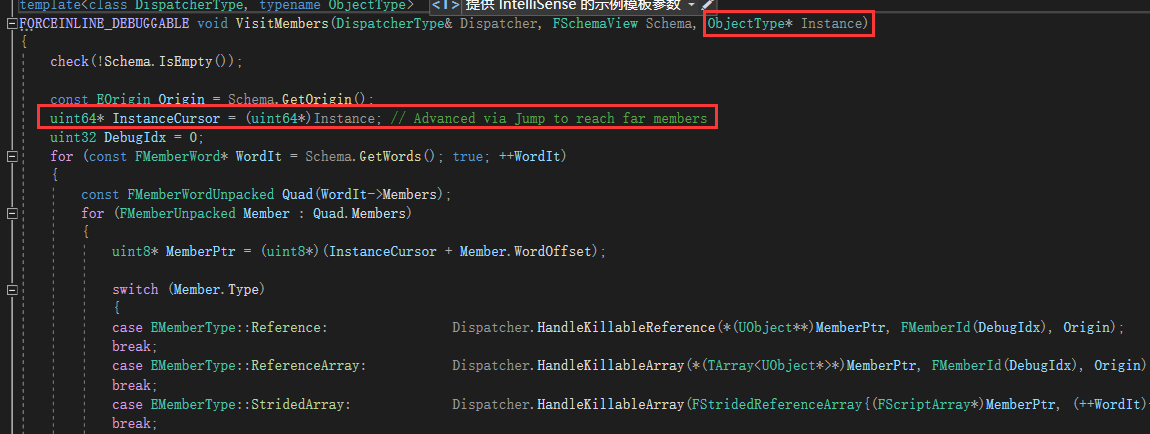 template<class DispatcherType, typename ObjectType> <T> 提供 IntelliSense 的示例模板参数
FORCEINLINE_DEBUGGABLE void VisitMembers(DispatcherType& Dispatcher, FSchemaView Schema, ObjectType* Instance)
{
check(!Schema.IsEmpty());
const EOrigin Origin = Schema.GetOrigin();
uint64* InstanceCursor = (uint64*)Instance; // Advanced via Jump to reach far members
uint32 DebugIdx = 0;
for (const FMemberWord* WordIt = Schema.GetWords(); true; ++WordIt)
{
const FMemberWordUnpacked Quad(WordIt->Members);
for (FMemberUnpacked Member : Quad.Members)
{
uint8* MemberPtr = (uint8*)(InstanceCursor + Member.WordOffset);
switch (Member.Type)
{
case EMemberType::Reference: Dispatcher.HandleKillableReference(*(UObject**)MemberPtr, FMemberId(DebugIdx), Origin);
break;
case EMemberType::ReferenceArray: Dispatcher.HandleKillableArray(*(TArray<UObject*>*)MemberPtr, FMemberId(DebugIdx), Origin)
break;
case EMemberType::StridedArray: Dispatcher.HandleKillableArray(FStridedReferenceArray{(FScriptArray*)MemberPtr, (++WordIt)
break;